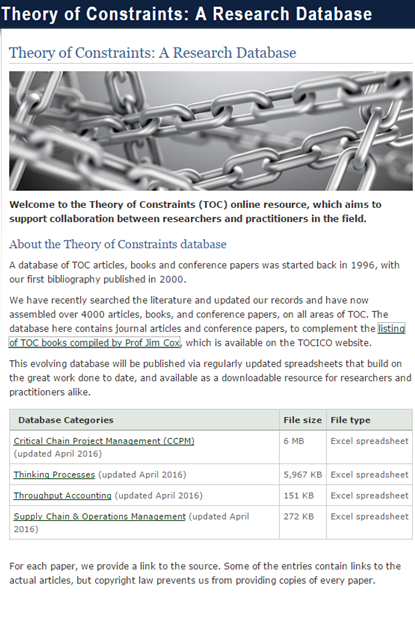 Theory of Constraints: A Research Database
Theory of Constraints: A Research Database
Welcome to the Theory of Constraints (TOC) online resource, which aims to
support collaboration between researchers and practitioners in the field.
About the Theory of Constraints database
A database of TOC articles, books and conference papers was started back in 1996, with
our first bibliography published in 2000.
We have recently searched the literature and updated our records and have now
assembled over 4000 articles, books, and conference papers, on all areas of TOC. The
database here contains journal articles and conference papers, to complement the listing
of TOC books compiled by Prof Jim Cox, which is available on the TOCICO website.
This evolving database will be published via regularly updated spreadsheets that build on
the great work done to date, and available as a downloadable resource for researchers and
practitioners alike.
Database Categories File size File type
Critical Chain Project Management (CCPM) 6 MB Excel spreadsheet
(updated April 2016)
Thinking Processes (updated April 2016) 5,967 KB Excel spreadsheet
Throughput Accounting (updated April 2016) 151 KB Excel spreadsheet
Supply Chain & Operations Management (updated April 272 KB Excel spreadsheet
2016)
For each paper, we provide a link to the source. Some of the entries contain links to the
actual articles, but copyright law prevents us from providing copies of every paper.